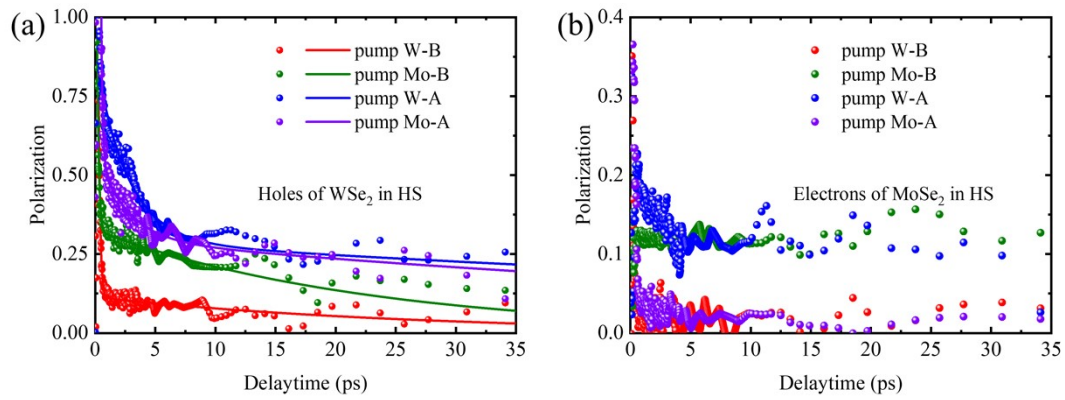 (a)
1.00
0.75
0.50
0.25
0.00
Polarization
pump W-B
pump Mo-B
pump W-A
pump Mo-A
Holes of WSe₂ in HS
0 5 10 15 20 25 30 35
Delaytime (ps)
(b)
0.4
0.3
0.2
0.1
0.0
Polarization
pump W-B
pump Mo-B
pump W-A
pump Mo-A
Electrons of MoSe₂ in HS
0 5 10 15 20 25 30 35
Delaytime (ps)